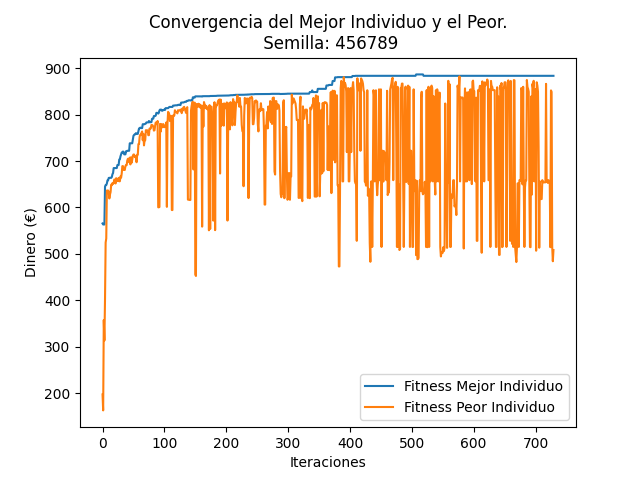 Convergencia del Mejor Individuo y el Peor.
Semilla: 456789
900
800
700
600
500
400
300
200
Dinero (€)
0 100 200 300 400 500 600 700
Iteraciones
Fitness Mejor Individuo
Fitness Peor Individuo